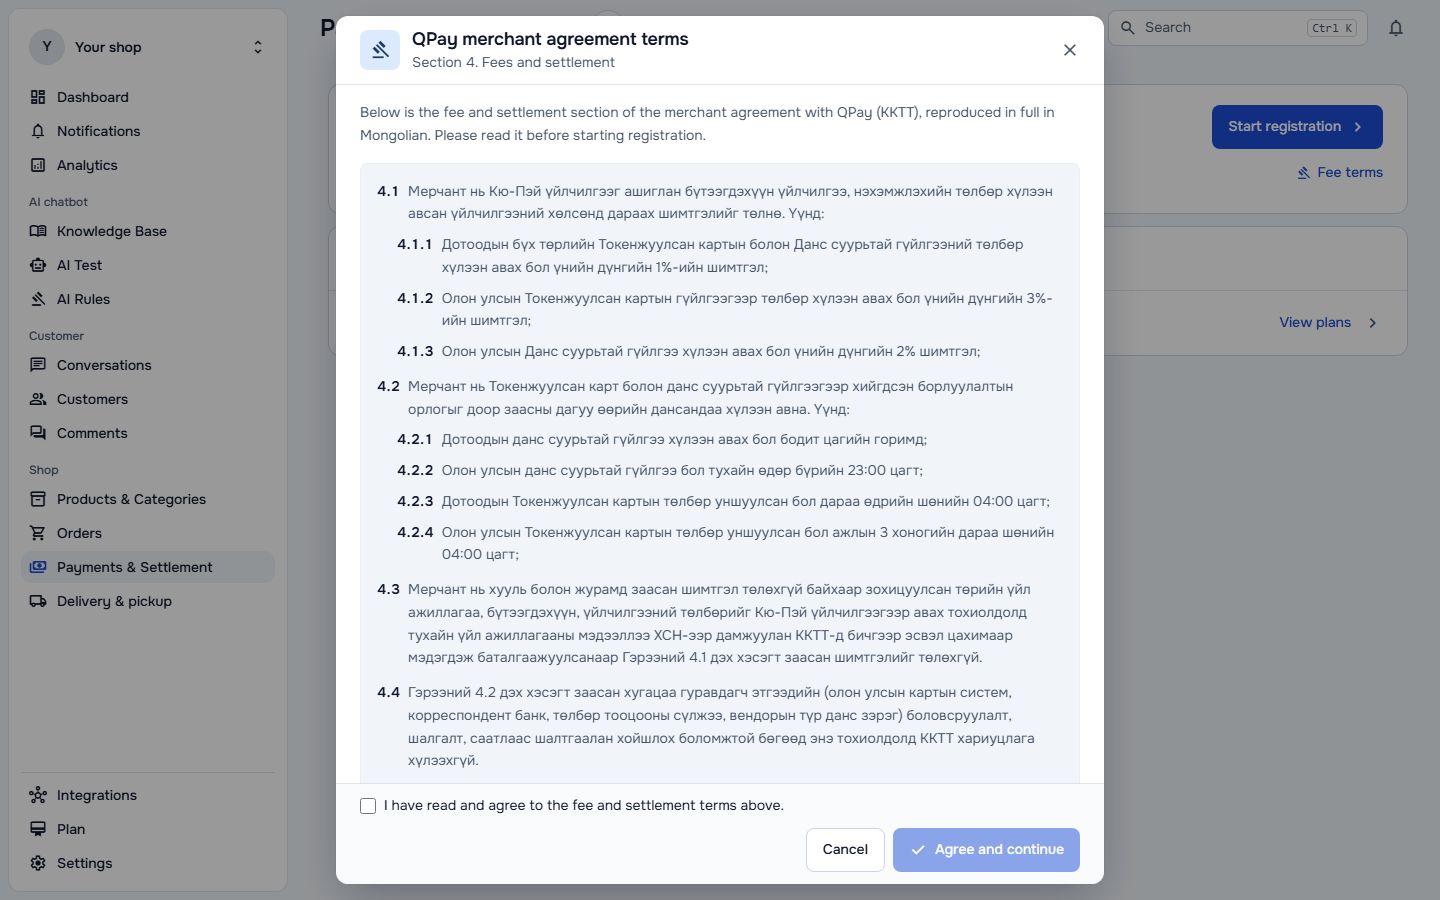 Y
Your shop
Dashboard
Notifications
Analytics
AI chatbot
Knowledge Base
AI Test
AI Rules
Customer
Conversations
Customers
Comments
Shop
Products & Categories
Orders
Payments & Settlement
Delivery & pickup
Integrations
Plan
Settings
Search
Ctrl K
Start registration
Fee terms
View plans
QPay merchant agreement terms
Section 4. Fees and settlement
Below is the fee and settlement section of the merchant agreement with QPay (KKTT), reproduced in full in
Mongolian. Please read it before starting registration.
4.1 Мерчант нь Кю-Пэй үйлчилгээг ашиглан бүтээгдэхүүн үйлчилгээ, нэхэмжлэхийн төлбөр хүлээн
авсан үйлчилгээний хөлсөнд дараах шимтгэлийг төлнө. Үүнд:
4.1.1 Дотоодын бүх төрлийн Токенжуулсан картын болон Данс суурьтай гүйлгээний төлбөр
хүлээн авах бол үнийн дүнгийн 1%-ийн шимтгэл;
4.1.2 Олон улсын Токенжуулсан картын гүйлгээгээр төлбөр хүлээн авах бол үнийн дүнгийн 3%-
ийн шимтгэл;
4.1.3 Олон улсын Данс суурьтай гүйлгээ хүлээн авах бол үнийн дүнгийн 2% шимтгэл;
4.2 Мерчант нь Токенжуулсан карт болон данс суурьтай гүйлгээгээр хийгдсэн борлуулалтын
орлогыг доор заасны дагуу өөрийн дансандаа хүлээн авна. Үүнд:
4.2.1 Дотоодын данс суурьтай гүйлгээ хүлээн авах бол бодит цагийн горимд;
4.2.2 Олон улсын данс суурьтай гүйлгээ бол тухайн өдөр бүрийн 23:00 цагт;
4.2.3 Дотоодын Токенжуулсан картын төлбөр уншуулсан бол дараа өдрийн шөнийн 04:00 цагт;
4.2.4 Олон улсын Токенжуулсан картын төлбөр уншуулсан бол ажлын 3 хоногийн дараа шөнийн
04:00 цагт;
4.3 Мерчант нь хууль болон журамд заасан шимтгэл төлөхгүй байхаар зохицуулсан төрийн үйл
ажиллагаа, бүтээгдэхүүн, үйлчилгээний төлбөрийг Кю-Пэй үйлчилгээгээр авах тохиолдолд
тухайн үйл ажиллагааны мэдээллээ ХСН-ээр дамжуулан ККТТ-д бичгээр эсвэл цахимаар
мэдэгдэж баталгаажуулсанаар Гэрээний 4.1 дэх хэсэгт заасан шимтгэлийг төлөхгүй.
4.4 Гэрээний 4.2 дэх хэсэгт заасан хугацаа гуравдагч этгээдийн (олон улсын картын систем,
корреспондент банк, төлбөр тооцооны сүлжээ, вендорын түр данс зэрэг) боловсруулалт,
шалгалт, саатлаас шалтгаалан хойшлох боломжтой бөгөөд энэ тохиолдолд ККТТ хариуцлага
хүлээхгүй.
I have read and agree to the fee and settlement terms above.
Cancel
Agree and continue